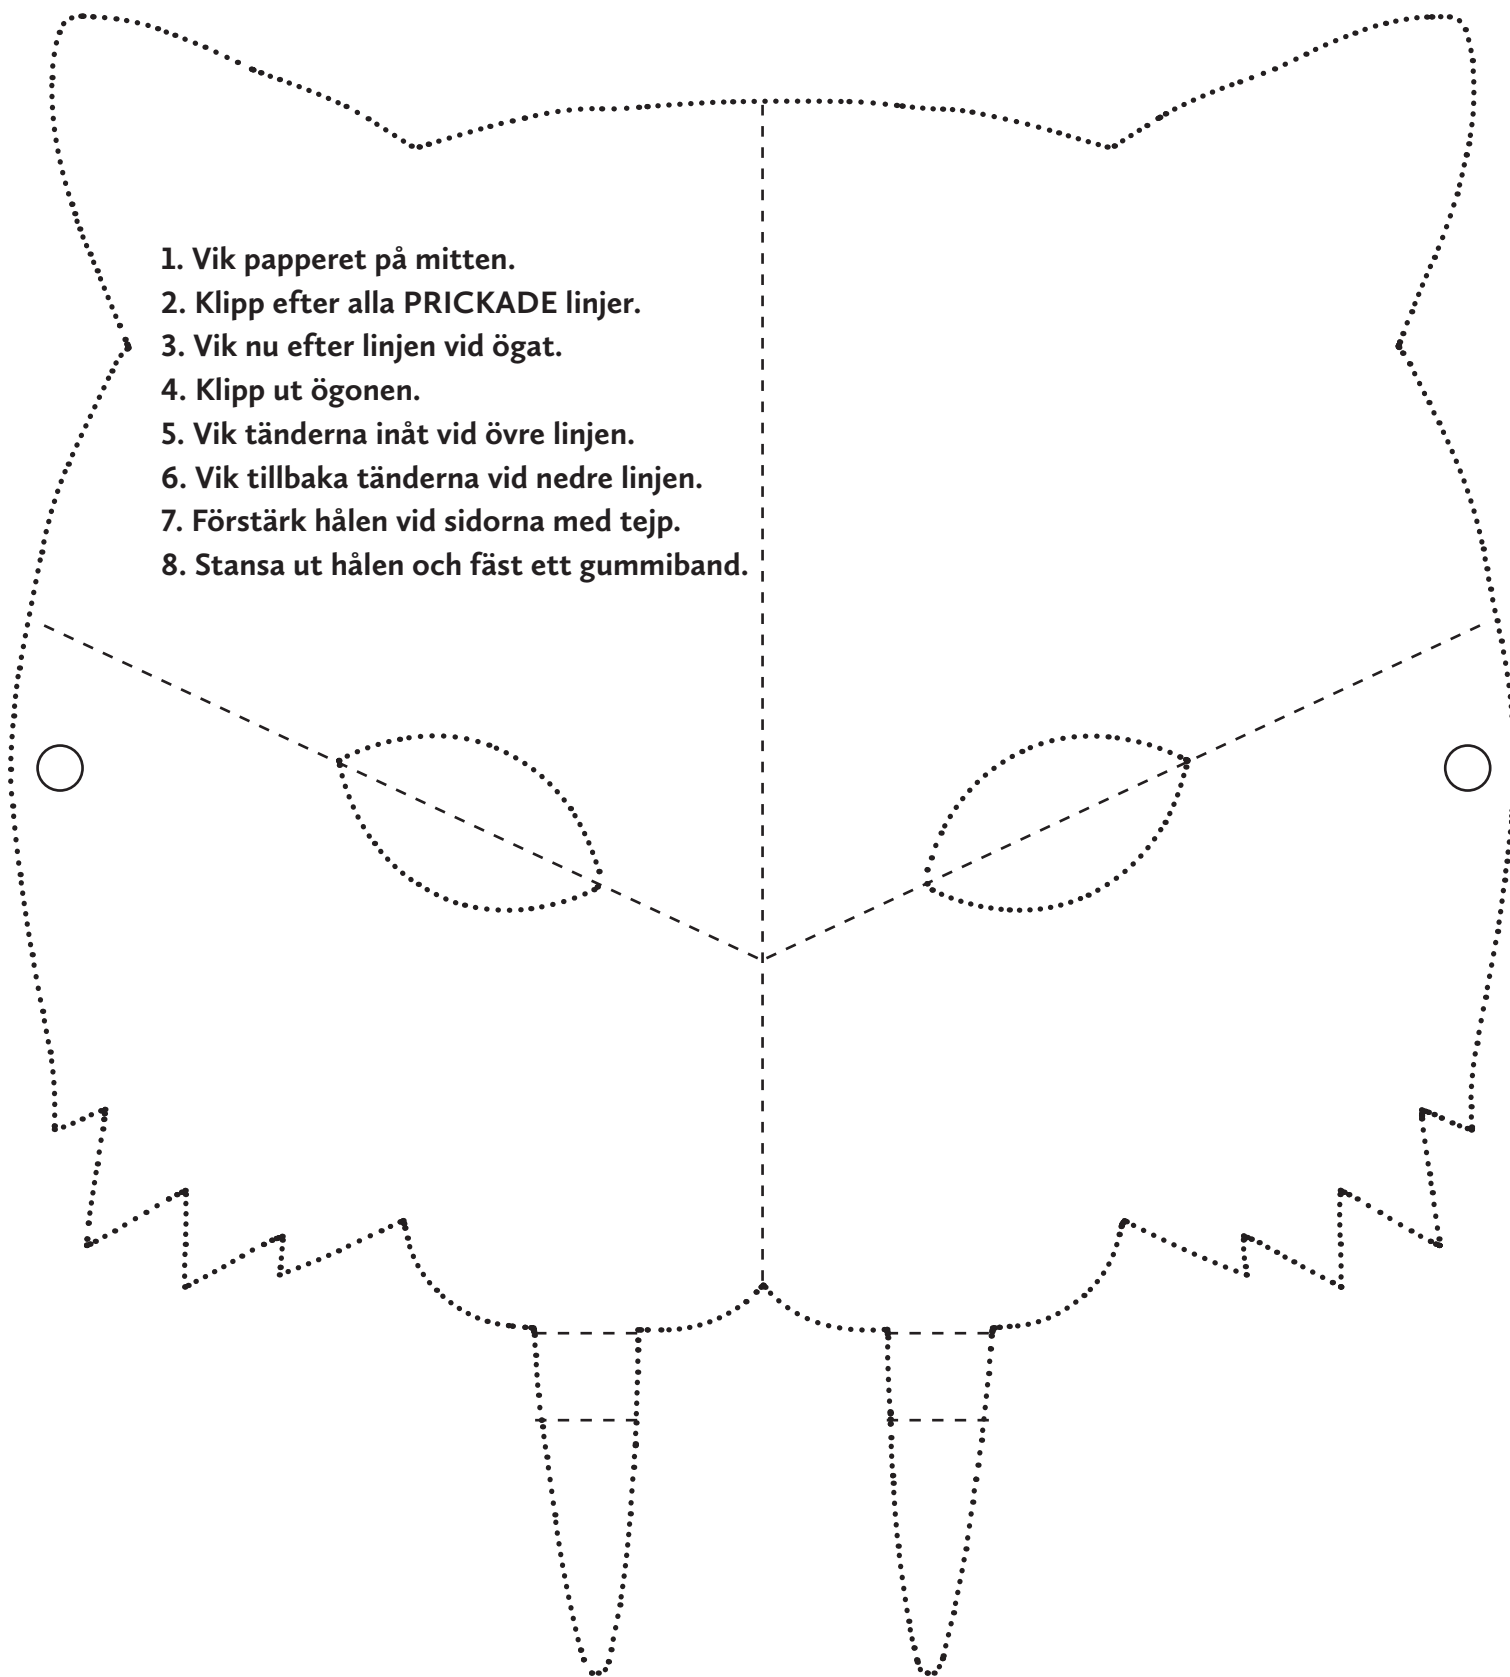 1. Vik papperet på mitten.
2. Klipp efter alla PRICKADE linjer.
3. Vik nu efter linjen vid ögat.
4. Klipp ut ögonen.
5. Vik tänderna inåt vid övre linjen.
6. Vik tillbaka tänderna vid nedre linjen.
7. Förstärk hålen vid sidorna med tejp.
8. Stansa ut hålen och fäst ett gummiband.